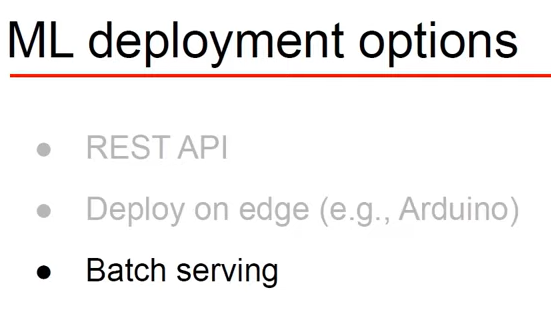 ML deployment options
● REST API
● Deploy on edge (e.g., Arduino)
● Batch serving